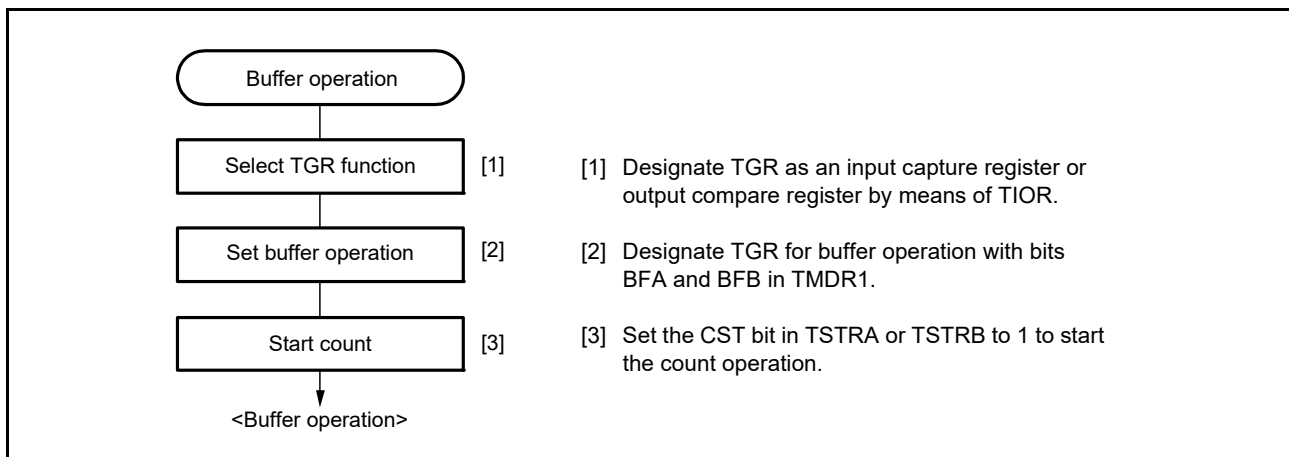 Buffer operation
Select TGR function [1]
[1] Designate TGR as an input capture register or
output compare register by means of TIOR.
Set buffer operation [2]
[2] Designate TGR for buffer operation with bits
BFA and BFB in TMDR1.
Start count [3]
[3] Set the CST bit in TSTRA or TSTRB to 1 to start
the count operation.
<Buffer operation>